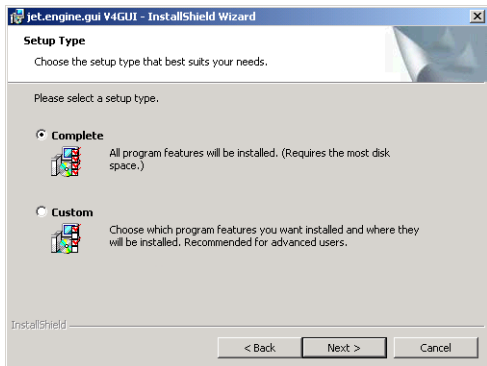 jet.engine.gui V4GUI - InstallShield Wizard
Setup Type
Choose the setup type that best suits your needs.
Please select a setup type.
Complete
All program features will be installed. (Requires the most disk
space.)
Custom
Choose which program features you want installed and where they
will be installed. Recommended for advanced users.
InstallShield
< Back Next > Cancel